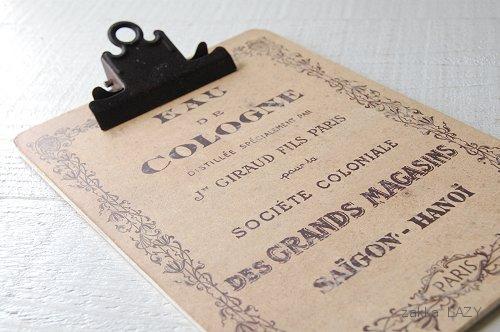 EAU
DE
COLOGNE
DISTILLÉE SPÉCIALEMENT PAR
Jne GIRAUD FILS PARIS
pour la
SOCIÉTÉ COLONIALE
DES GRANDS MAGASINS
SAÏGON - HANOÏ
PARIS
zakka LAZY